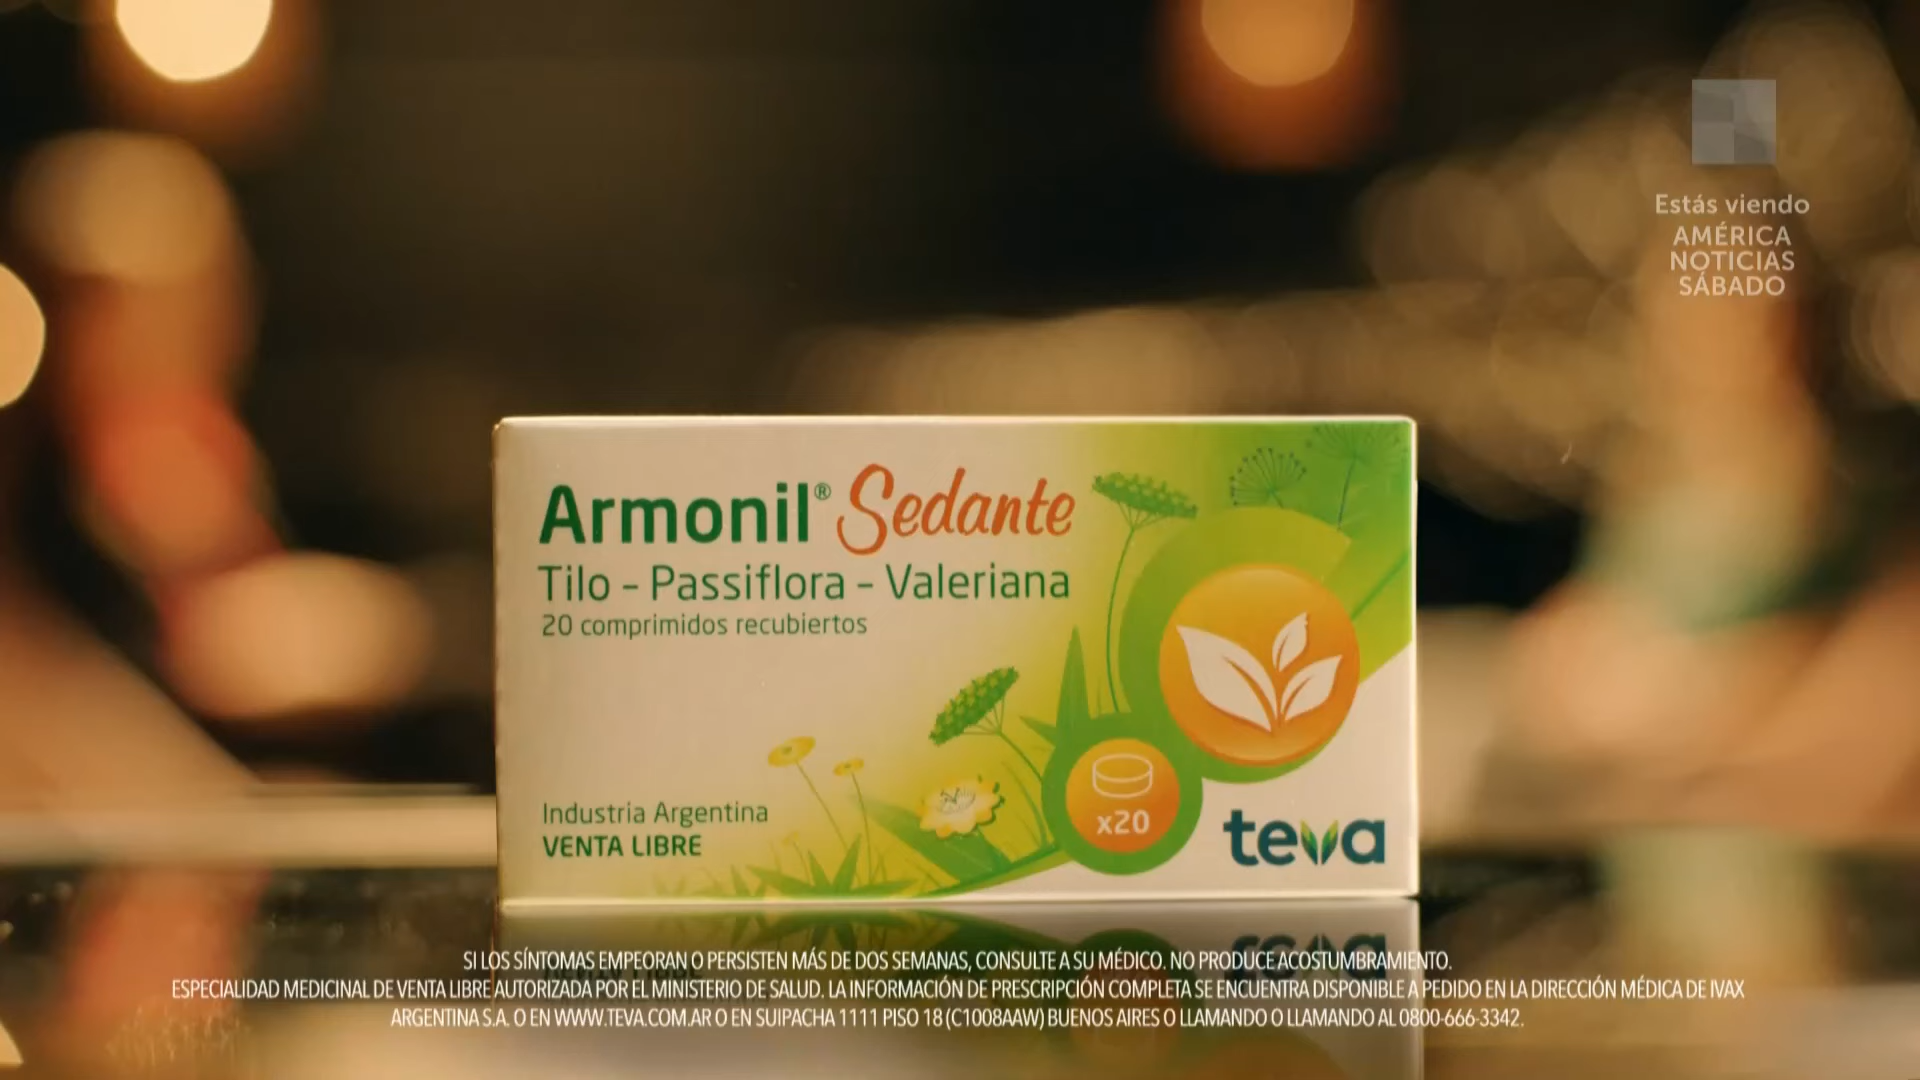 Estás viendo
AMÉRICA
NOTICIAS
SÁBADO
Armonil® Sedante
Tilo - Passiflora - Valeriana
20 comprimidos recubiertos
x20
Industria Argentina
VENTA LIBRE
teva
SI LOS SÍNTOMAS EMPEORAN O PERSISTEN MÁS DE DOS SEMANAS, CONSULTE A SU MÉDICO. NO PRODUCE ACOSTUMBRAMIENTO.
ESPECIALIDAD MEDICINAL DE VENTA LIBRE AUTORIZADA POR EL MINISTERIO DE SALUD. LA INFORMACIÓN DE PRESCRIPCIÓN COMPLETA SE ENCUENTRA DISPONIBLE A PEDIDO EN LA DIRECCIÓN MÉDICA DE IVAX
ARGENTINA S.A. O EN WWW.TEVA.COM.AR O EN SUIPACHA 1111 PISO 18 (C1008AAW) BUENOS AIRES O LLAMANDO O LLAMANDO AL 0800-666-3342.